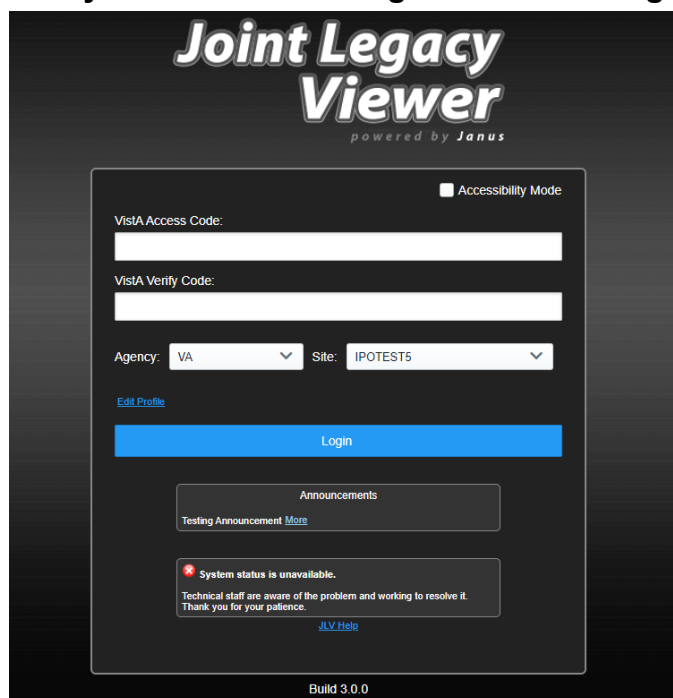 Joint Legacy
Viewer
powered by Janus
Accessibility Mode
VistA Access Code:
VistA Verify Code:
Agency: VA Site: IPOTEST5
Edit Profile
Login
Announcements
Testing Announcement More
System status is unavailable.
Technical staff are aware of the problem and working to resolve it.
Thank you for your patience.
JLV Help
Build 3.0.0